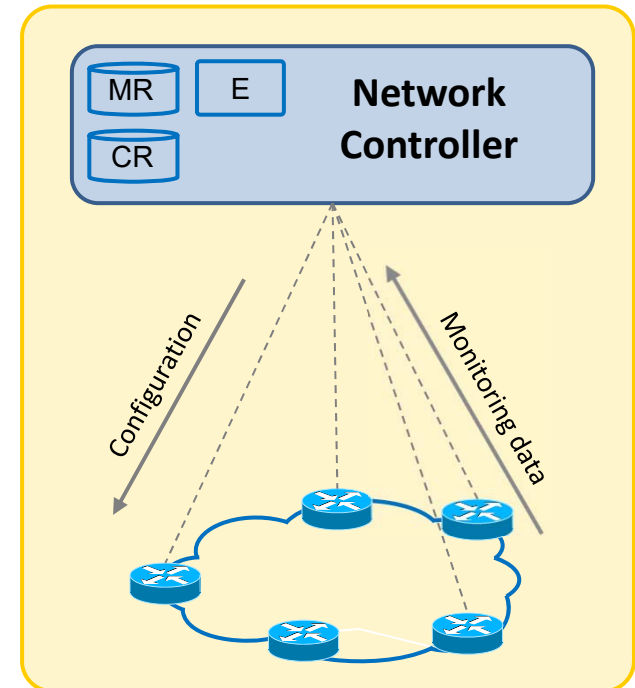 MR
E
Network
Controller
CR
Configuration
Monitoring data